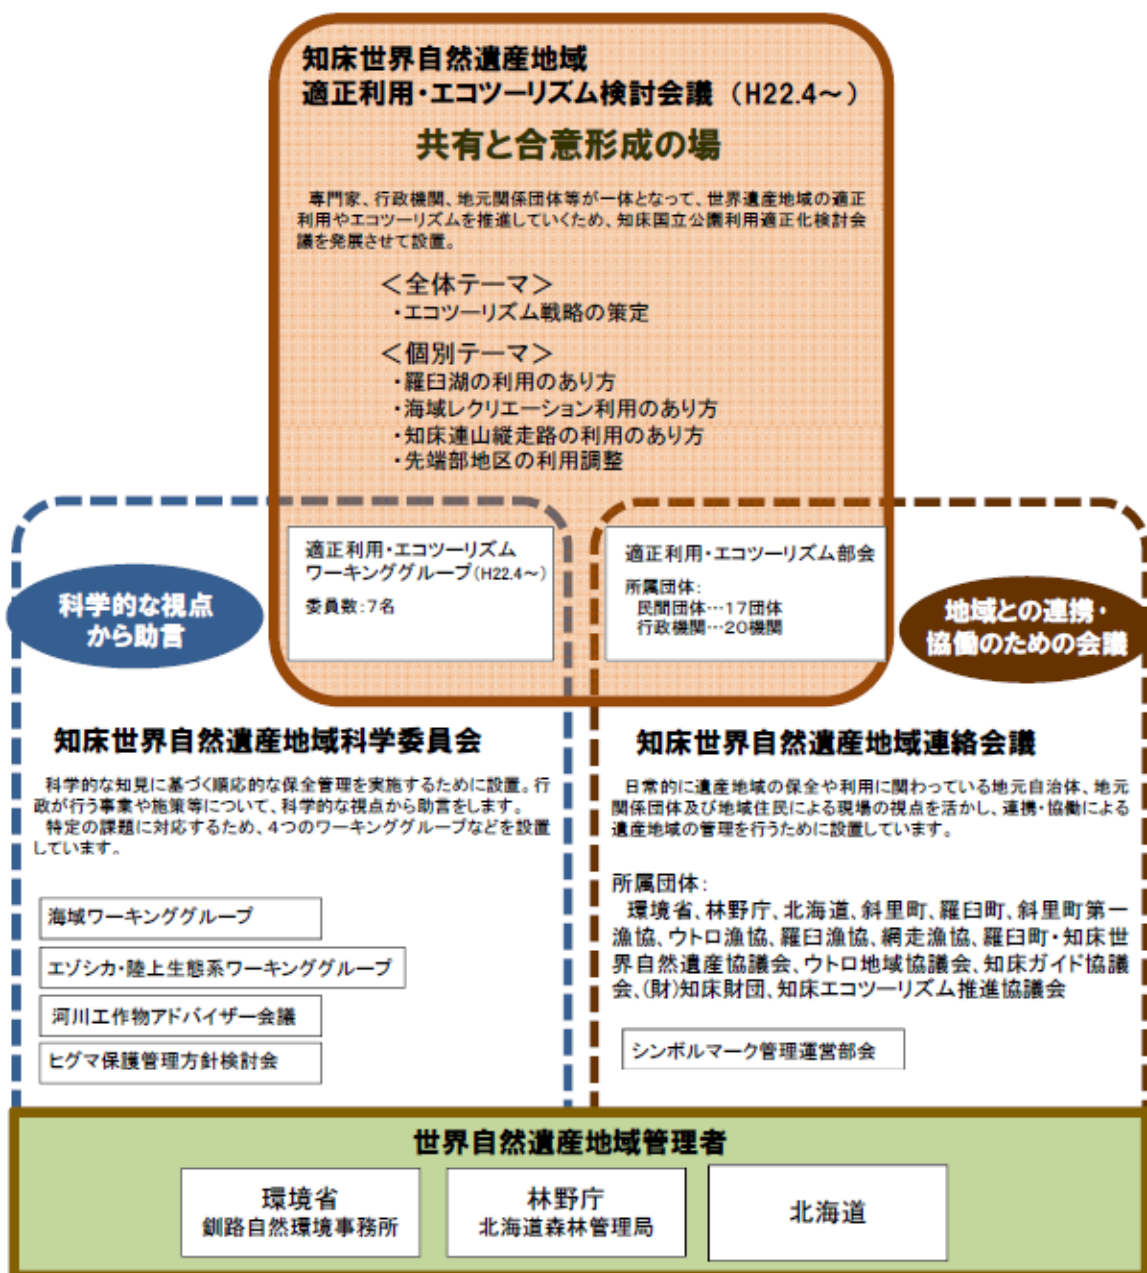 知床世界自然遺産地域
適正利用・エコツーリズム検討会議（H22.4～）
共有と合意形成の場
専門家、行政機関、地元関係団体等が一体となって、世界遺産地域の適正
利用やエコツーリズムを推進していくため、知床国立公園利用適正化検討会
議を発展させて設置。
＜全体テーマ＞
・エコツーリズム戦略の策定
＜個別テーマ＞
・羅臼湖の利用のあり方
・海域レクリエーション利用のあり方
・知床連山縦走路の利用のあり方
・先端部地区の利用調整
適正利用・エコツーリズム
ワーキンググループ(H22.4～)
委員数:7名
適正利用・エコツーリズム部会
所属団体:
民間団体…17団体
行政機関…20機関
科学的な視点
から助言
地域との連携・
協働のための会議
知床世界自然遺産地域科学委員会
科学的な知見に基づく順応的な保全管理を実施するために設置。行
政が行う事業や施策等について、科学的な視点から助言をします。
特定の課題に対応するため、4つのワーキンググループなどを設置
しています。
海域ワーキンググループ
エゾシカ・陸上生態系ワーキンググループ
河川工作物アドバイザー会議
ヒグマ保護管理方針検討会
知床世界自然遺産地域連絡会議
日常的に遺産地域の保全や利用に関わっている地元自治体、地元
関係団体及び地域住民による現場の視点を活かし、連携・協働による
遺産地域の管理を行うために設置しています。
所属団体:
環境省、林野庁、北海道、斜里町、羅臼町、斜里町第一
漁協、ウトロ漁協、羅臼漁協、網走漁協、羅臼町・知床世
界自然遺産協議会、ウトロ地域協議会、知床ガイド協議
会、(財)知床財団、知床エコツーリズム推進協議会
シンボルマーク管理運営部会
世界自然遺産地域管理者
環境省
釧路自然環境事務所
林野庁
北海道森林管理局
北海道